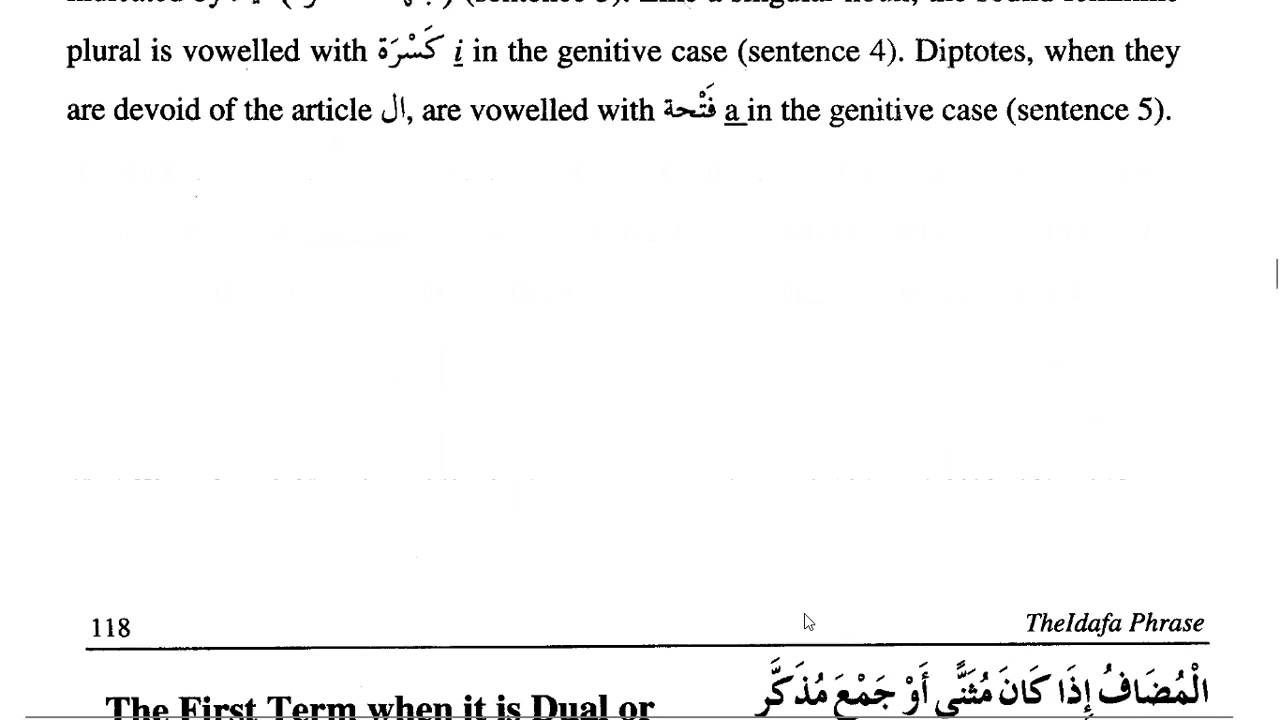 plural is vowelled with كَسْرَة i in the genitive case (sentence 4). Diptotes, when they
are devoid of the article ال, are vowelled with فَتْحة a in the genitive case (sentence 5).
118
TheIdafa Phrase
الْمُضَافُ إِذَا كَانَ مُثَنًّى أَوْ جَمْعَ مُذَكَّر
The First Term when it is Dual or